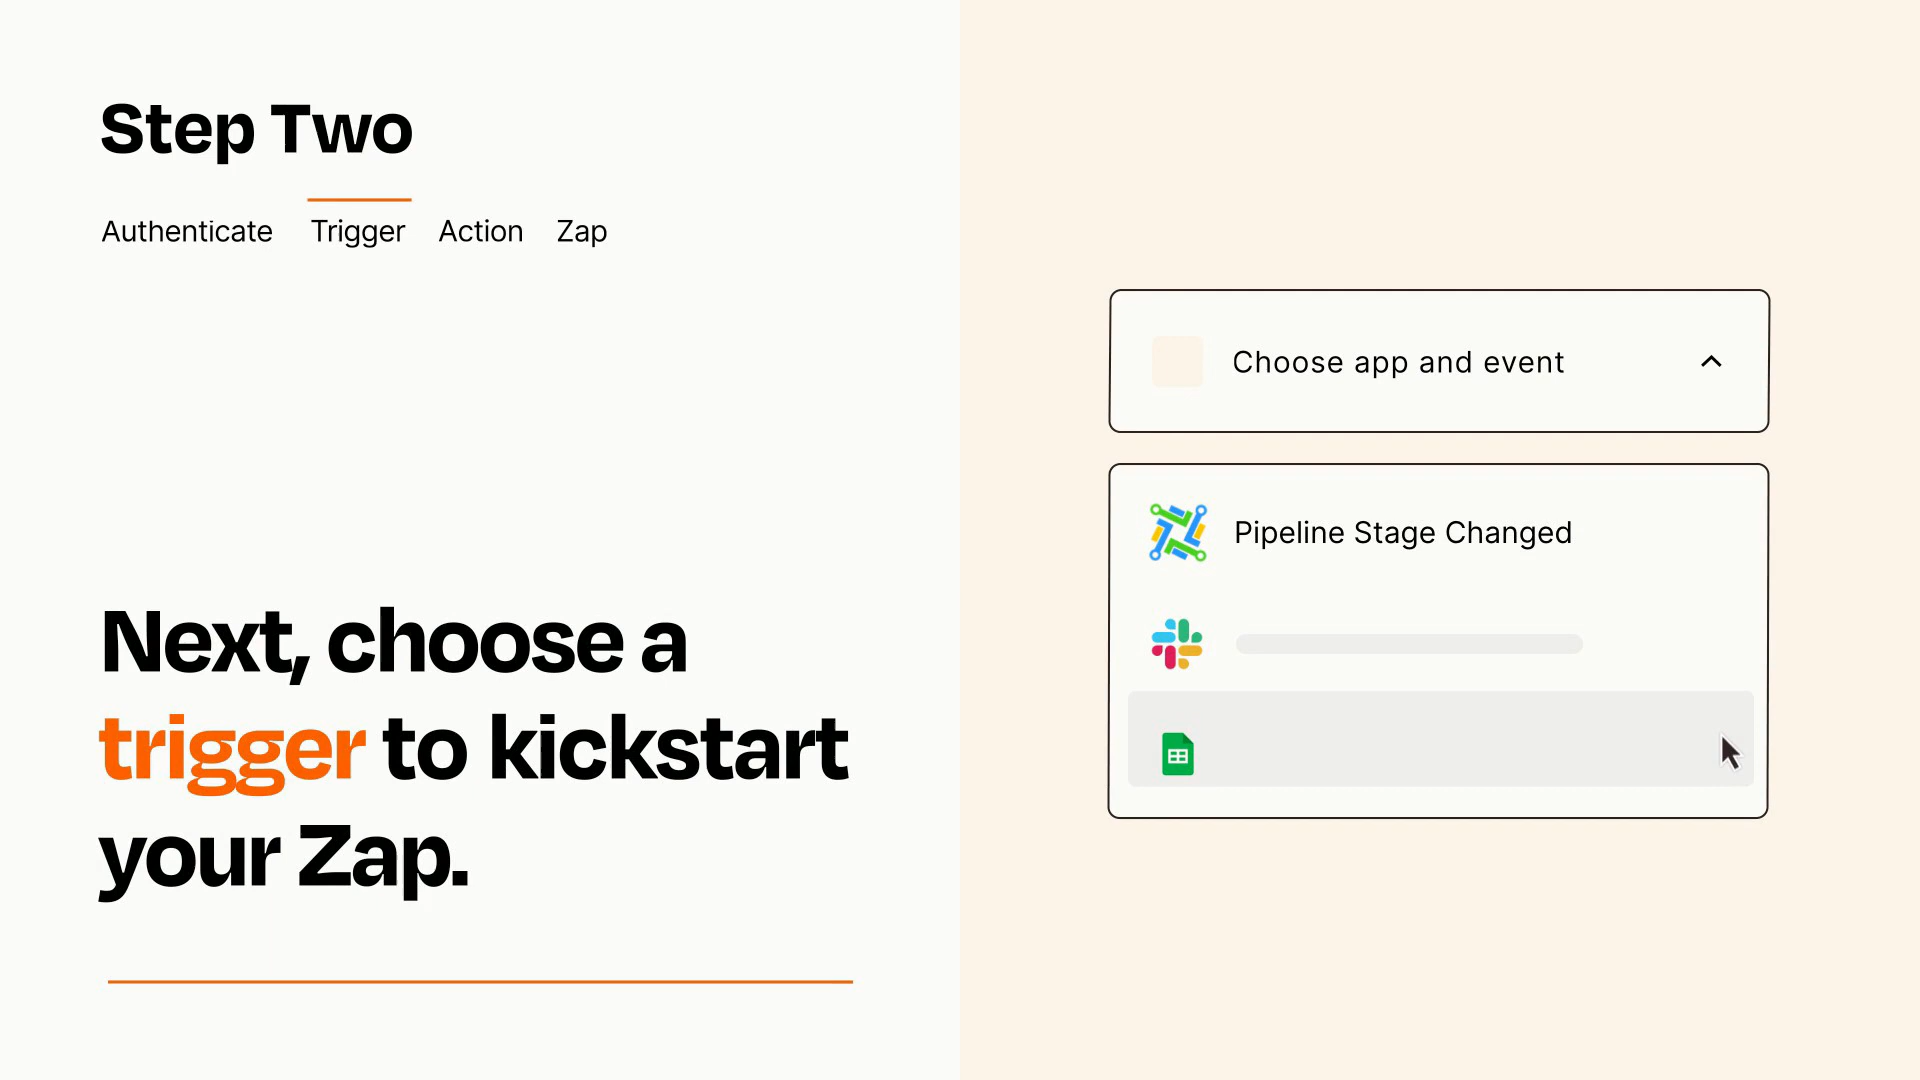 Step Two
Authenticate Trigger Action Zap
Next, choose a
trigger to kickstart
your Zap.
Choose app and event
Pipeline Stage Changed